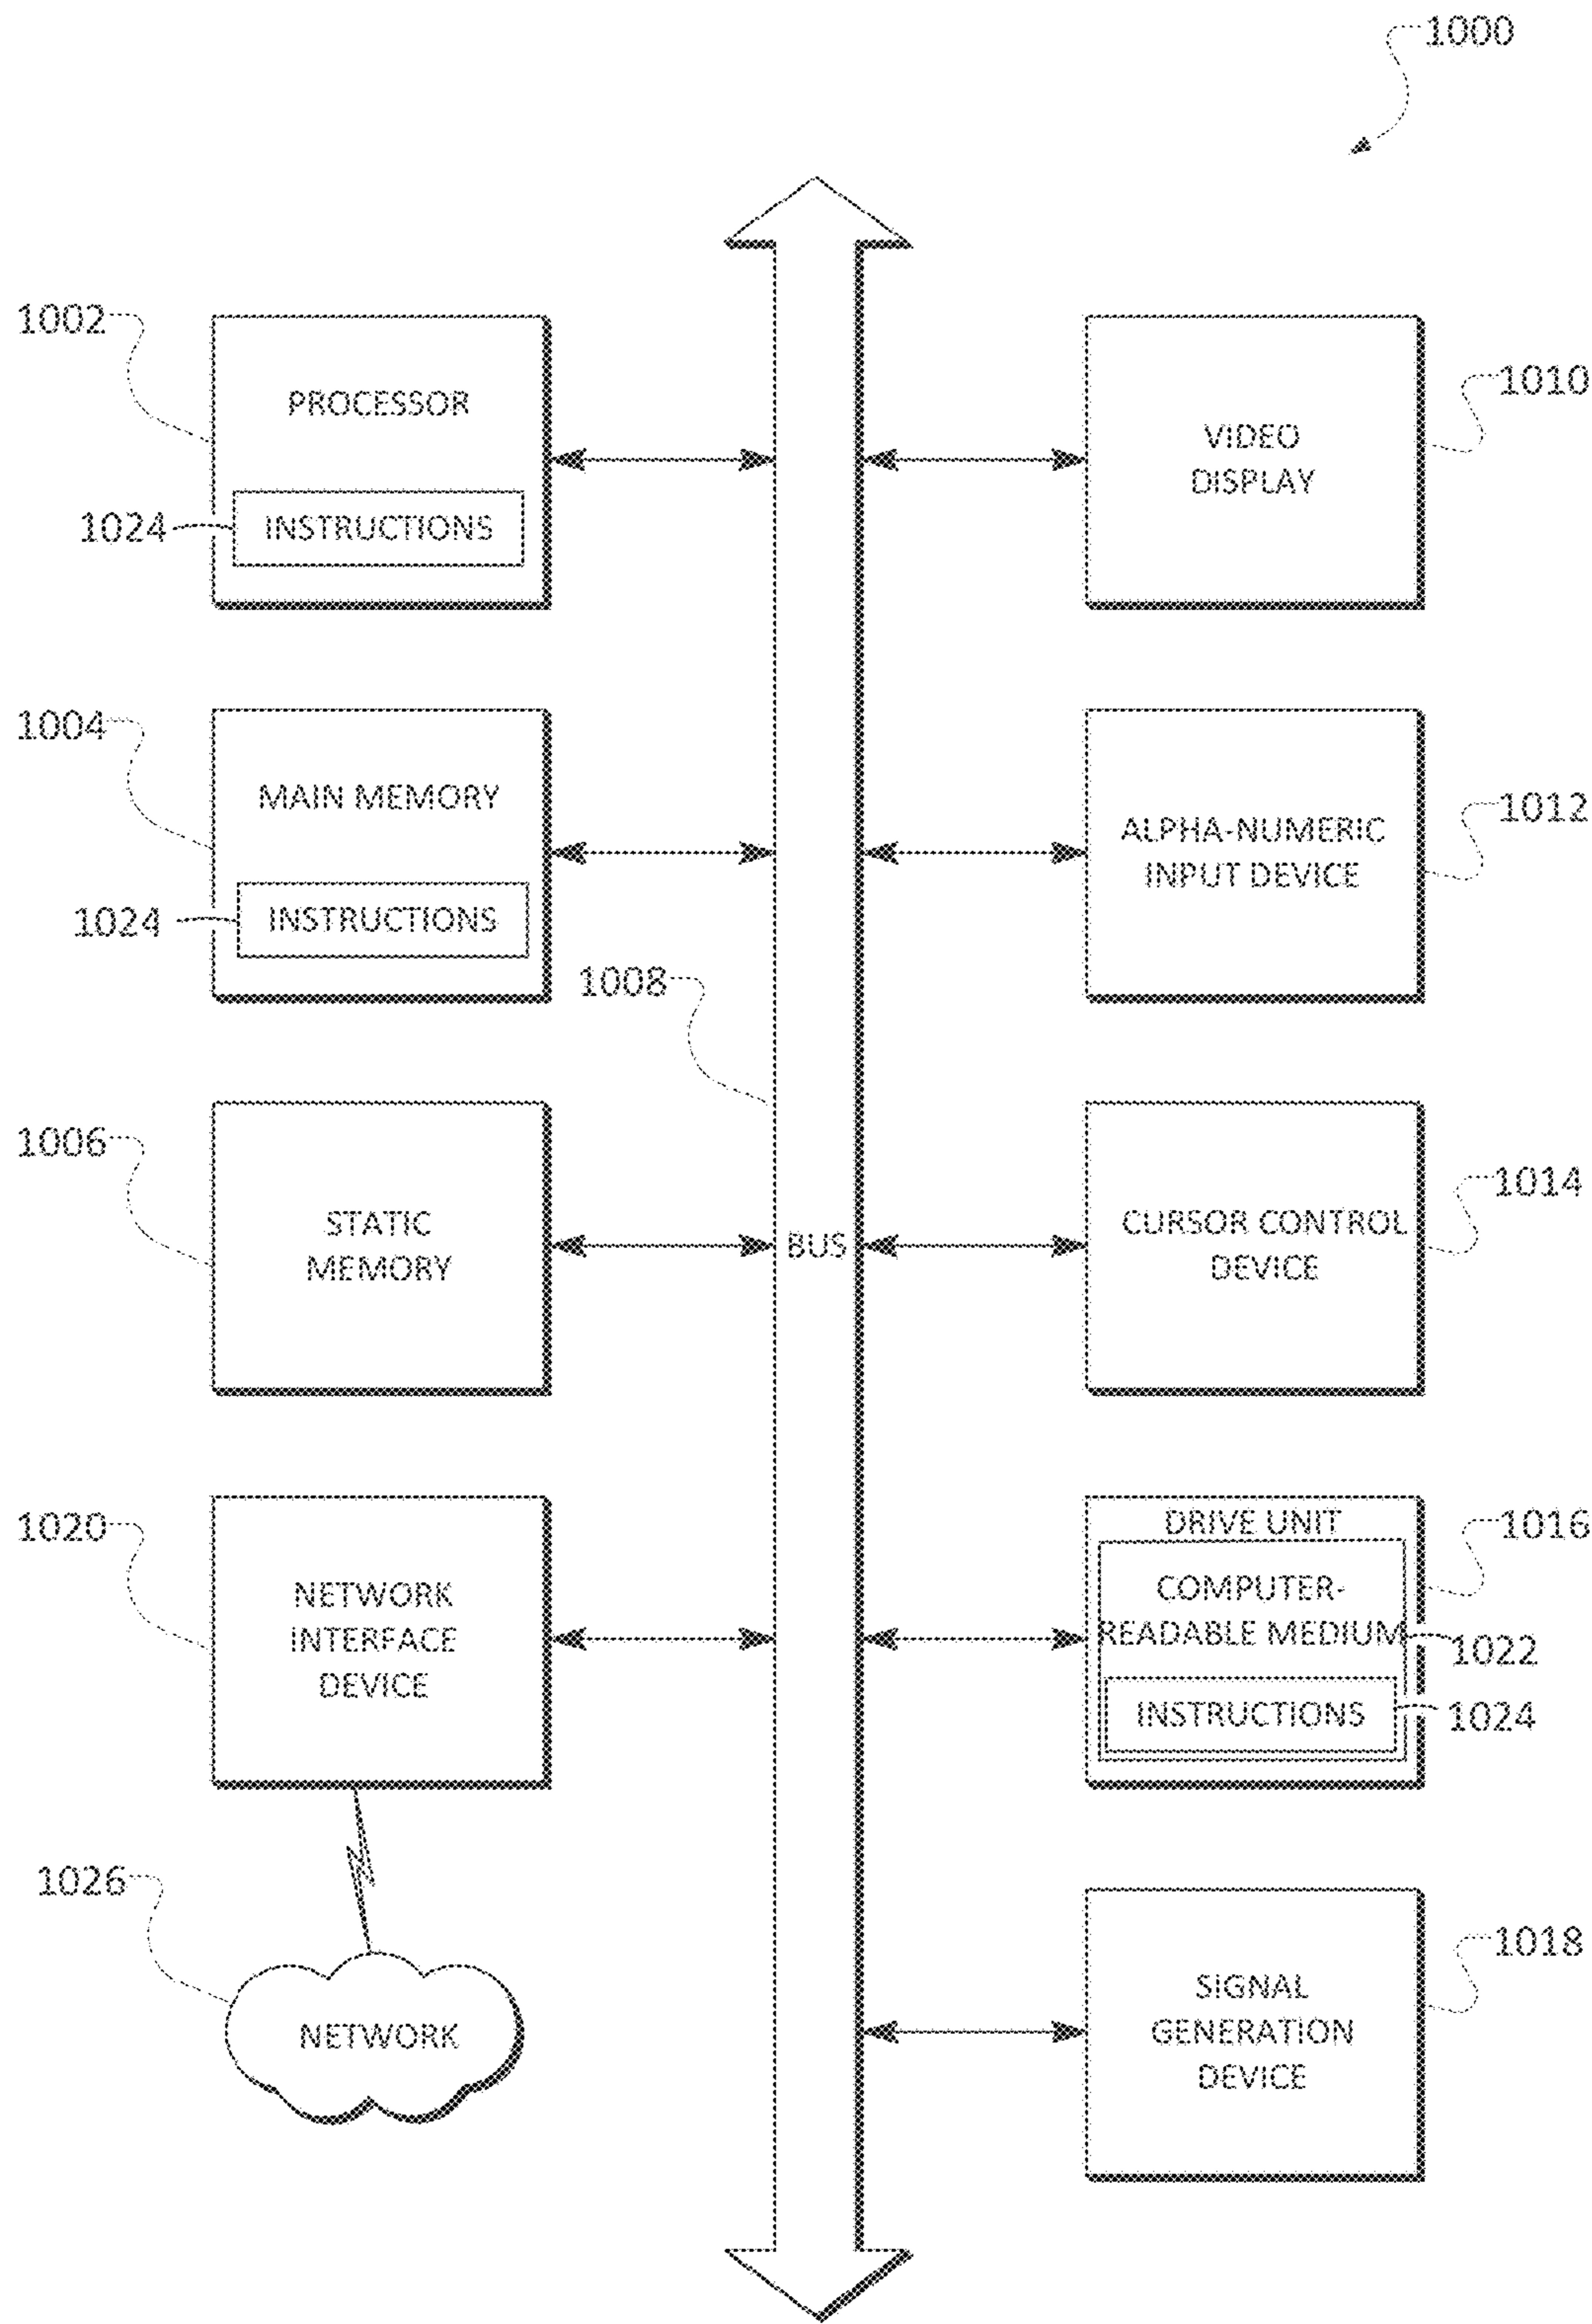 1000
1002
PROCESSOR
1024
INSTRUCTIONS
1010
VIDEO
DISPLAY
1004
MAIN MEMORY
1024
INSTRUCTIONS
1012
ALPHA-NUMERIC
INPUT DEVICE
1008
1006
STATIC
MEMORY
BUS
1014
CURSOR CONTROL
DEVICE
1020
NETWORK
INTERFACE
DEVICE
1016
DRIVE UNIT
COMPUTER-
READABLE MEDIUM
1022
INSTRUCTIONS
1024
1026
NETWORK
1018
SIGNAL
GENERATION
DEVICE